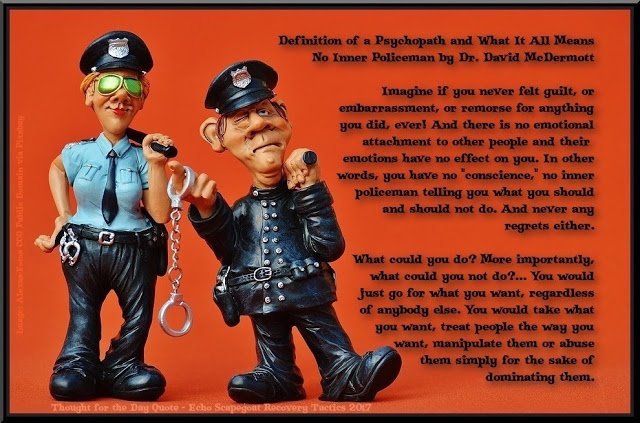 Definition of a Psychopath and What It All Means
No Inner Policeman by Dr. David McDermott
Imagine if you never felt guilt, or
embarrassment, or remorse for anything
you did, ever! And there is no emotional
attachment to other people and their
emotions have no effect on you. In other
words, you have no "conscience," no inner
policeman telling you what you should
and should not do. And never any
regrets either.
What could you do? More importantly,
what could you not do?... You would
just go for what you want, regardless
of anybody else. You would take what
you want, treat people the way you
want, manipulate them or abuse
them simply for the sake of
dominating them.
Thought for the Day Quote - Echo Scapegoat Recovery Tactics 2017
Public Domain via Pixabay